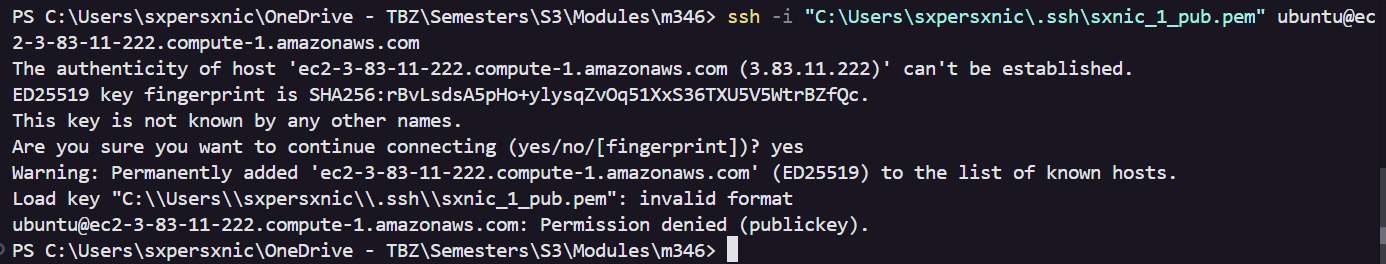 PS C:\Users\sxpersxnic\OneDrive - TBZ\Semesters\S3\Modules\m346> ssh -i "C:\Users\sxpersxnic\.ssh\sxnic_1_pub.pem" ubuntu@ec
2-3-83-11-222.compute-1.amazonaws.com
The authenticity of host 'ec2-3-83-11-222.compute-1.amazonaws.com (3.83.11.222)' can't be established.
ED25519 key fingerprint is SHA256:rBvLsdsA5pHo+ylysqZvOq51XxS36TXU5V5WtrBZfQc.
This key is not known by any other names.
Are you sure you want to continue connecting (yes/no/[fingerprint])? yes
Warning: Permanently added 'ec2-3-83-11-222.compute-1.amazonaws.com' (ED25519) to the list of known hosts.
Load key "C:\\Users\\sxpersxnic\\.ssh\\sxnic_1_pub.pem": invalid format
ubuntu@ec2-3-83-11-222.compute-1.amazonaws.com: Permission denied (publickey).
PS C:\Users\sxpersxnic\OneDrive - TBZ\Semesters\S3\Modules\m346>